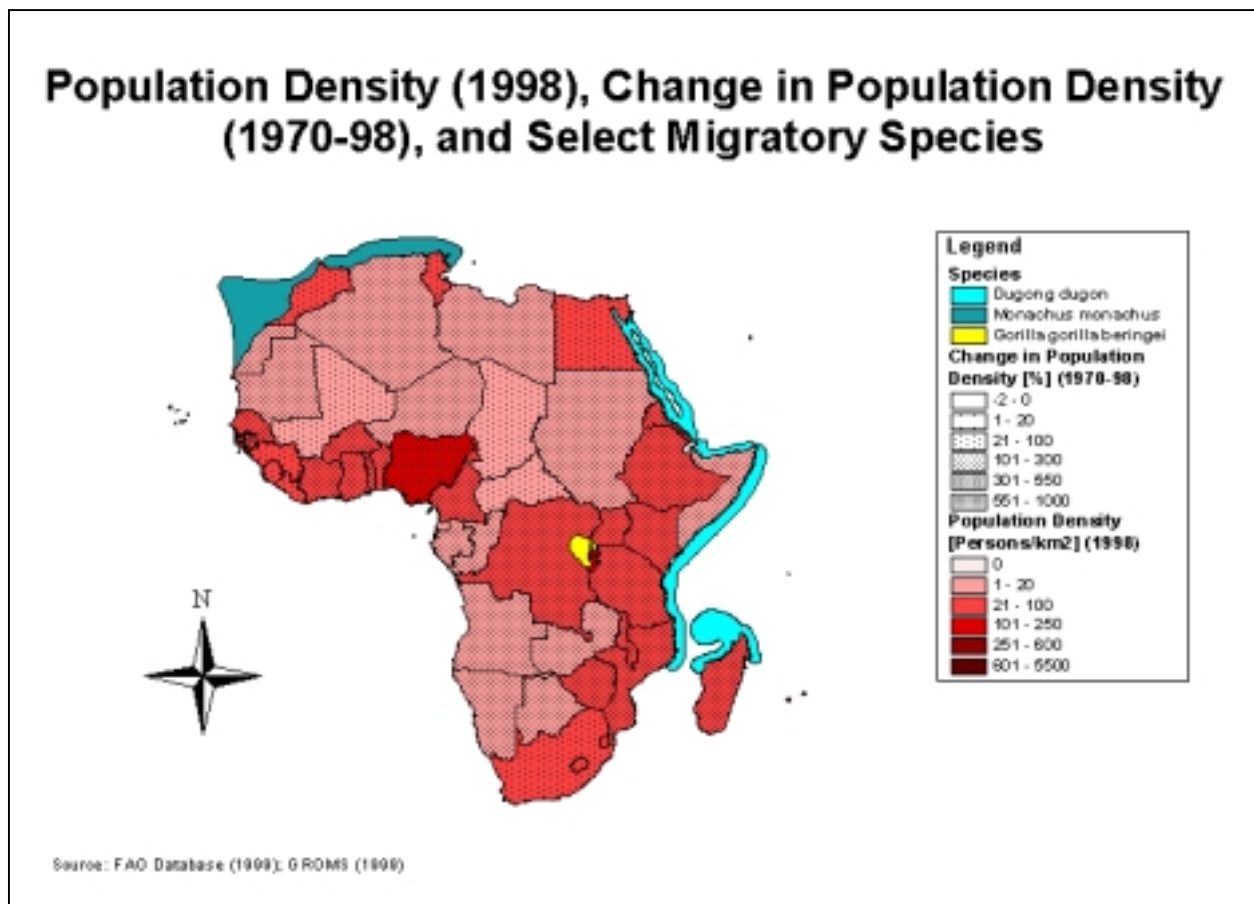 Population Density (1998), Change in Population Density
(1970-98), and Select Migratory Species
Legend
Species
Dugong dugon
Monachus monachus
Gorilla gorilla beringei
Change in Population
Density [%] (1970-98)
-2 - 0
1 - 20
21 - 100
101 - 300
301 - 550
551 - 1000
Population Density
[Persons/km2] (1998)
0
1 - 20
21 - 100
101 - 250
251 - 600
601 - 5500
N
Source: FAO Database (1999); GROMS (1999)